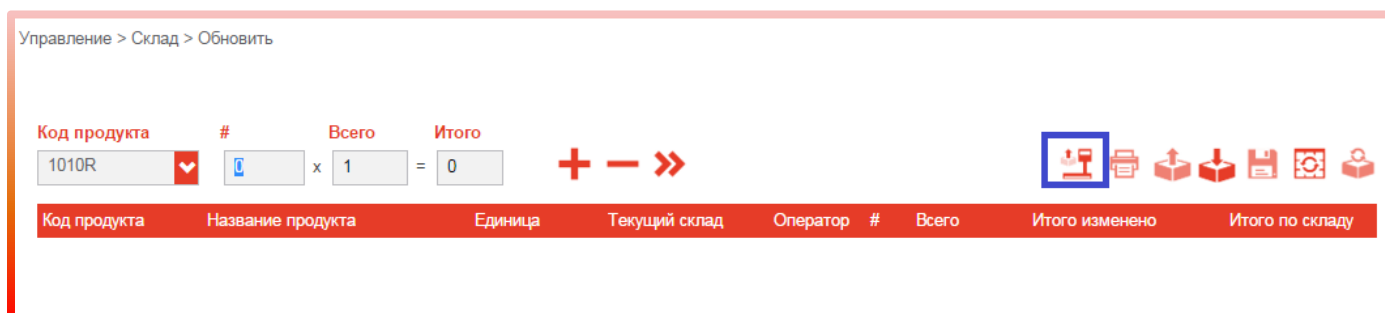 Управление > Склад > Обновить
Код продукта # Всего Итого
1010R 0 x 1 = 0
Код продукта Название продукта Единица Текущий склад Оператор # Всего Итого изменено Итого по складу